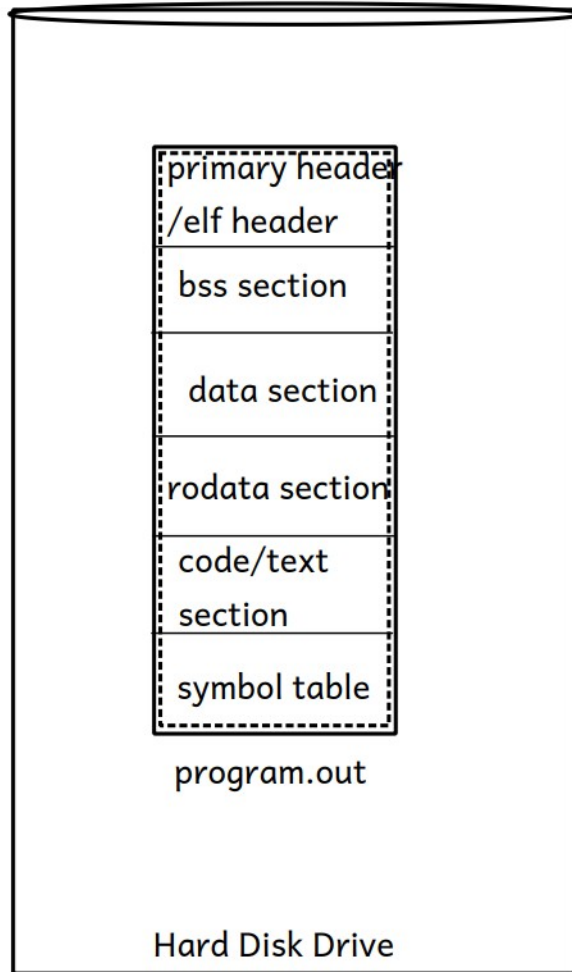 primary header
/elf header
bss section
data section
rodata section
code/text
section
symbol table
program.out
Hard Disk Drive